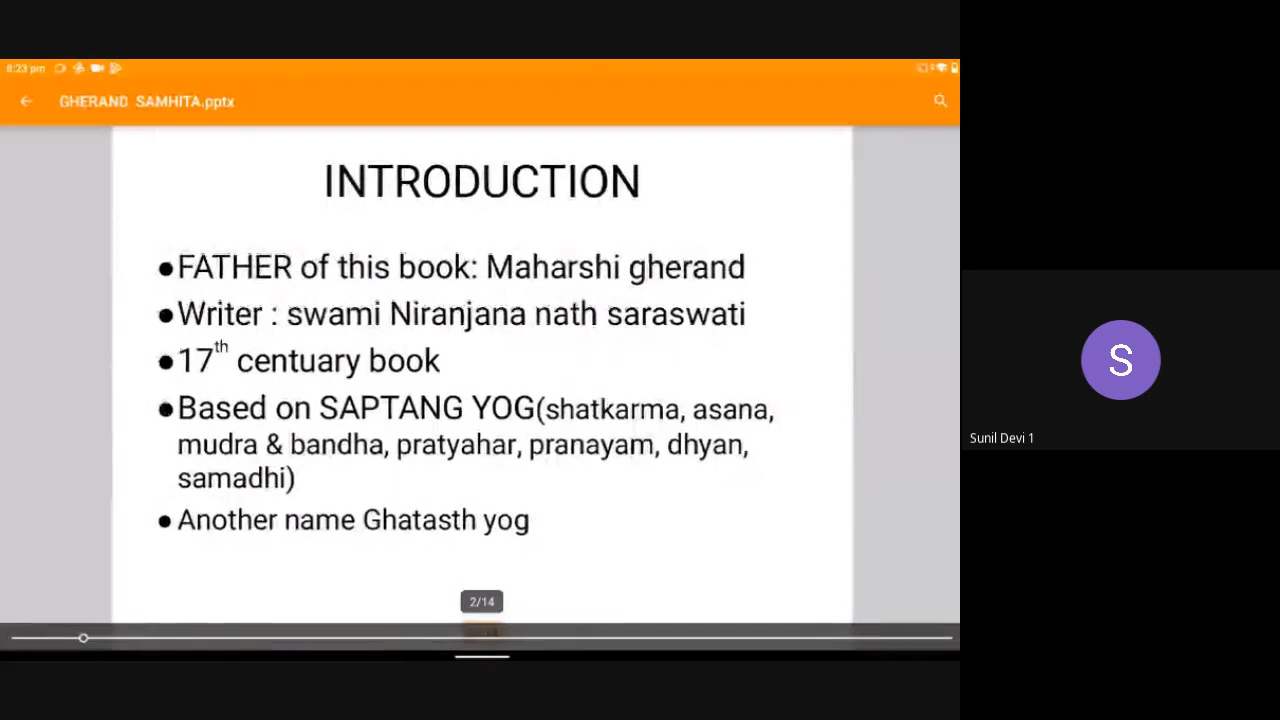 6:23 pm
GHERAND SAMHITA.pptx
INTRODUCTION
●FATHER of this book: Maharshi gherand
●Writer : swami Niranjana nath saraswati
●17th centuary book
●Based on SAPTANG YOG(shatkarma, asana,
mudra & bandha, pratyahar, pranayam, dhyan,
samadhi)
●Another name Ghatasth yog
2/14
S
Sunil Devi 1